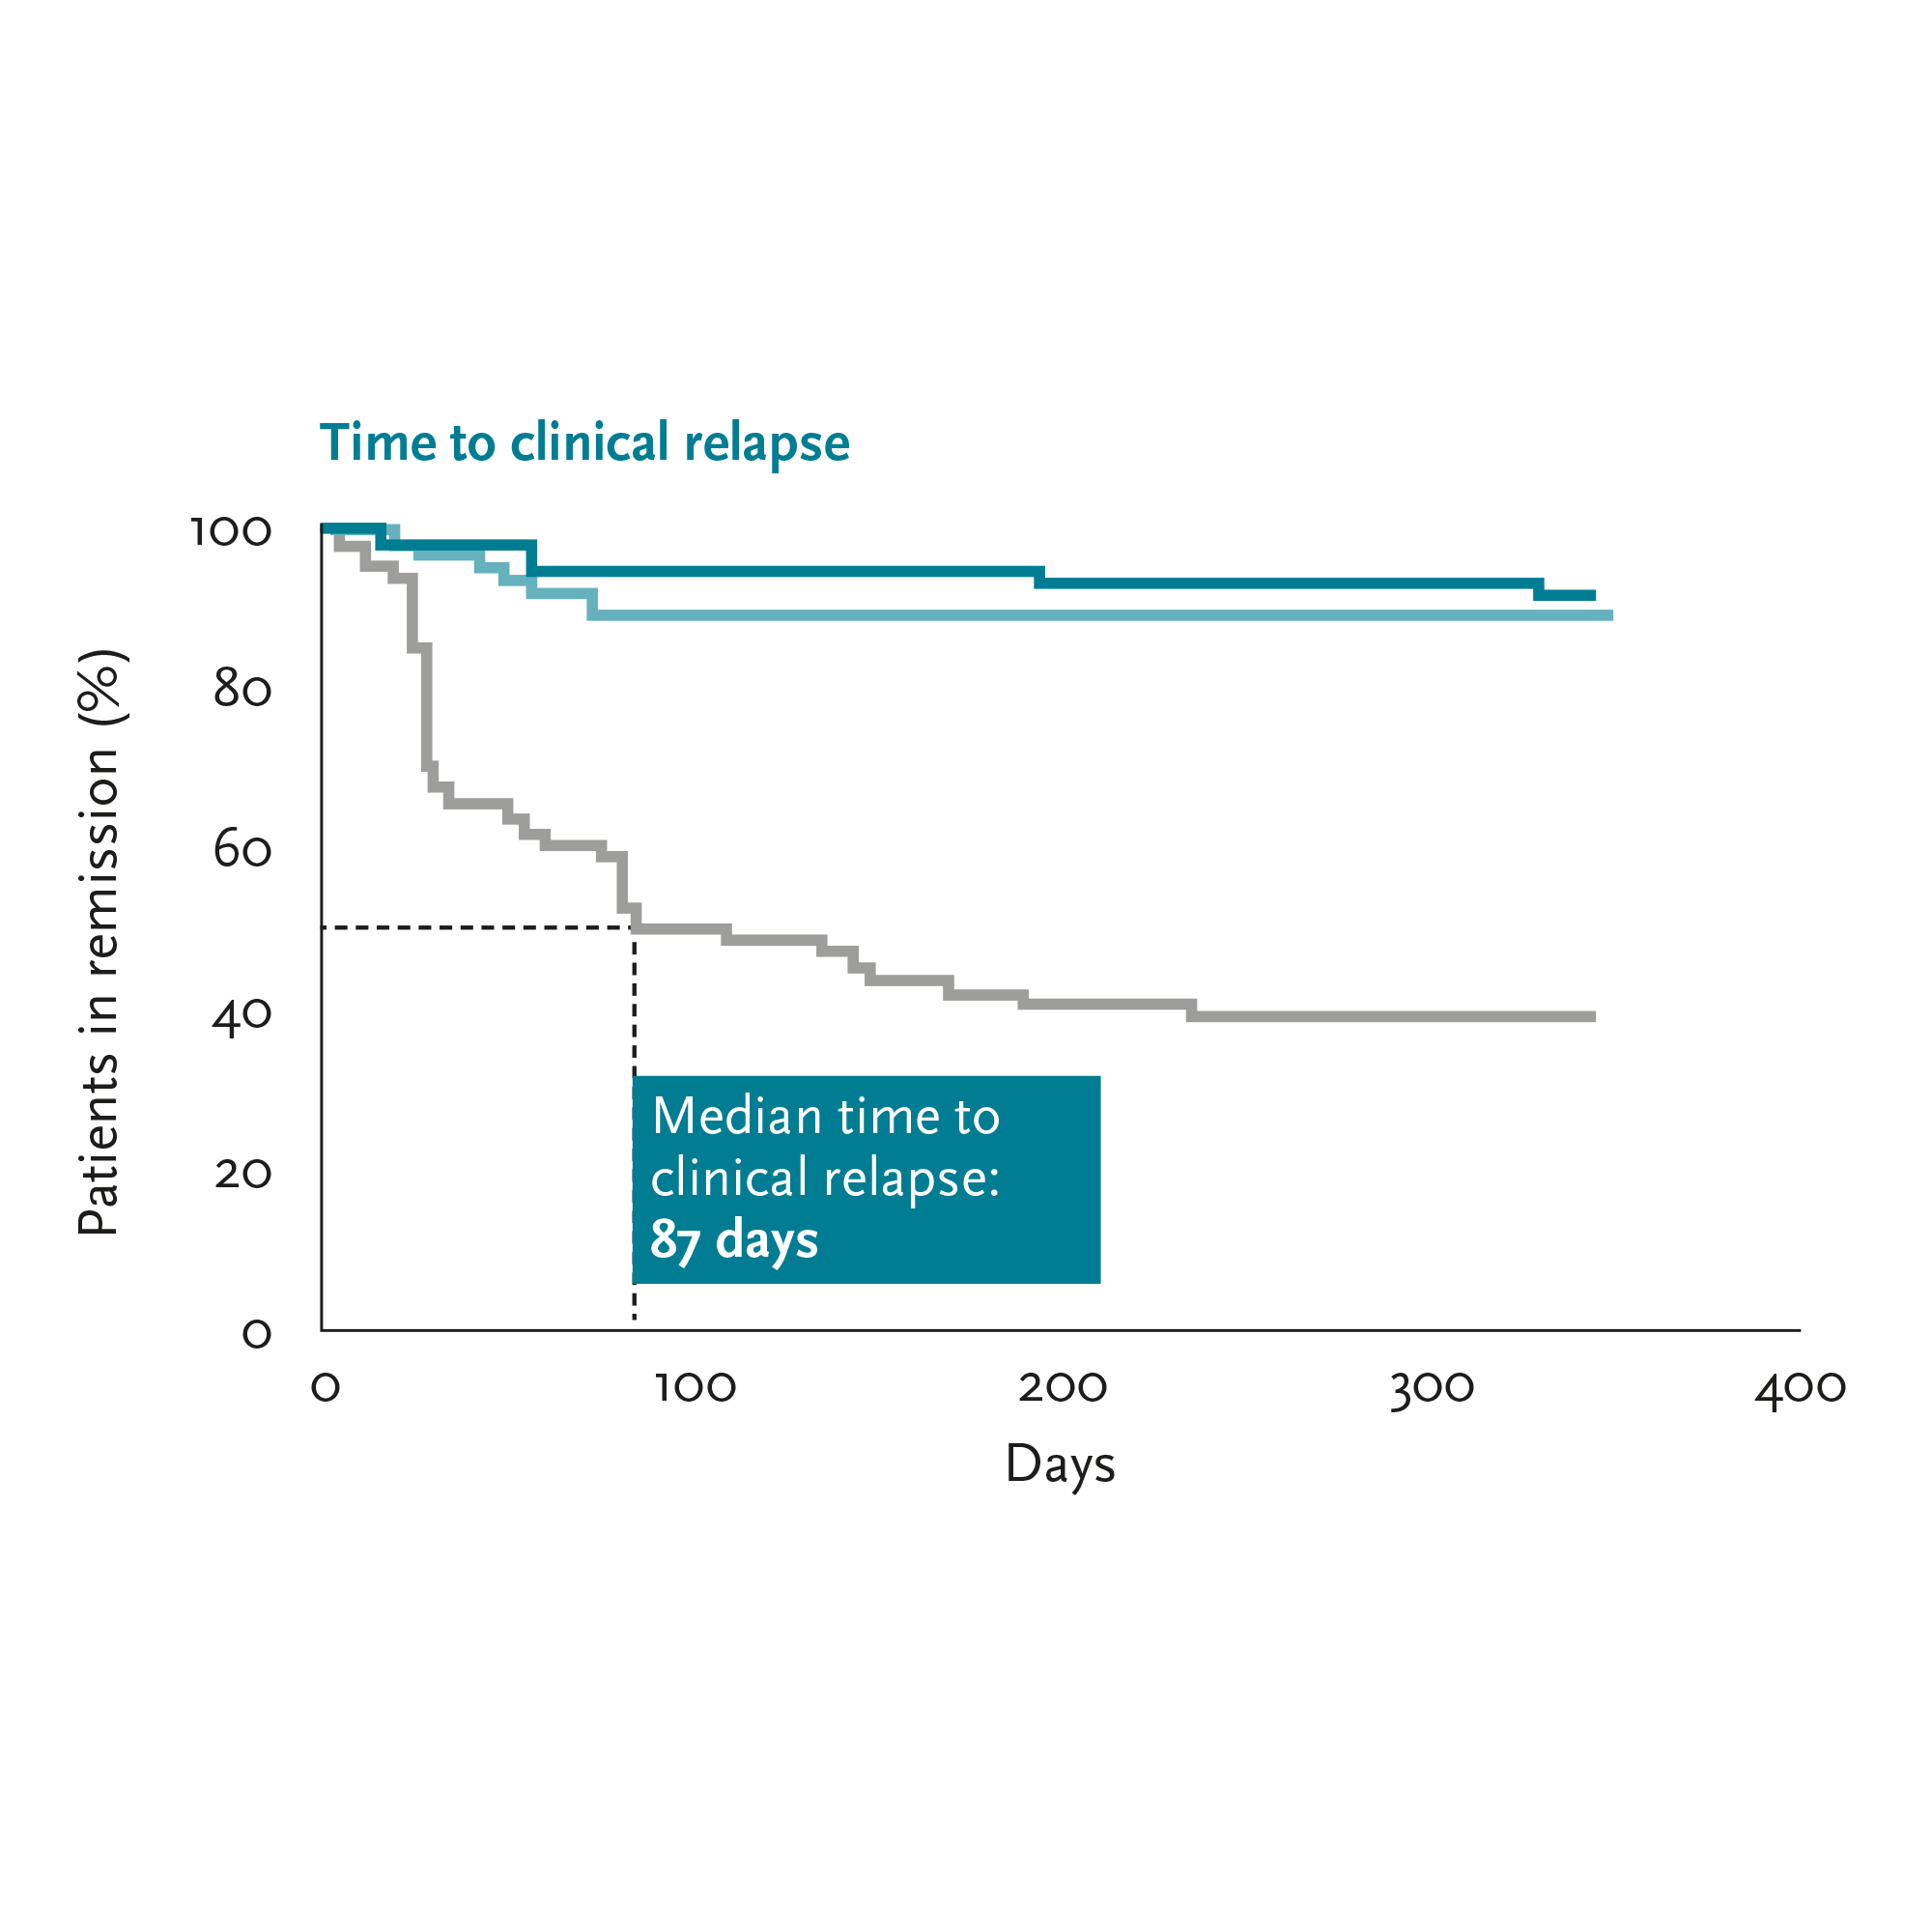 Time to clinical relapse
100
80
60
40
20
0
Patients in remission (%)
Median time to
clinical relapse:
87 days
0 100 200 300 400
Days